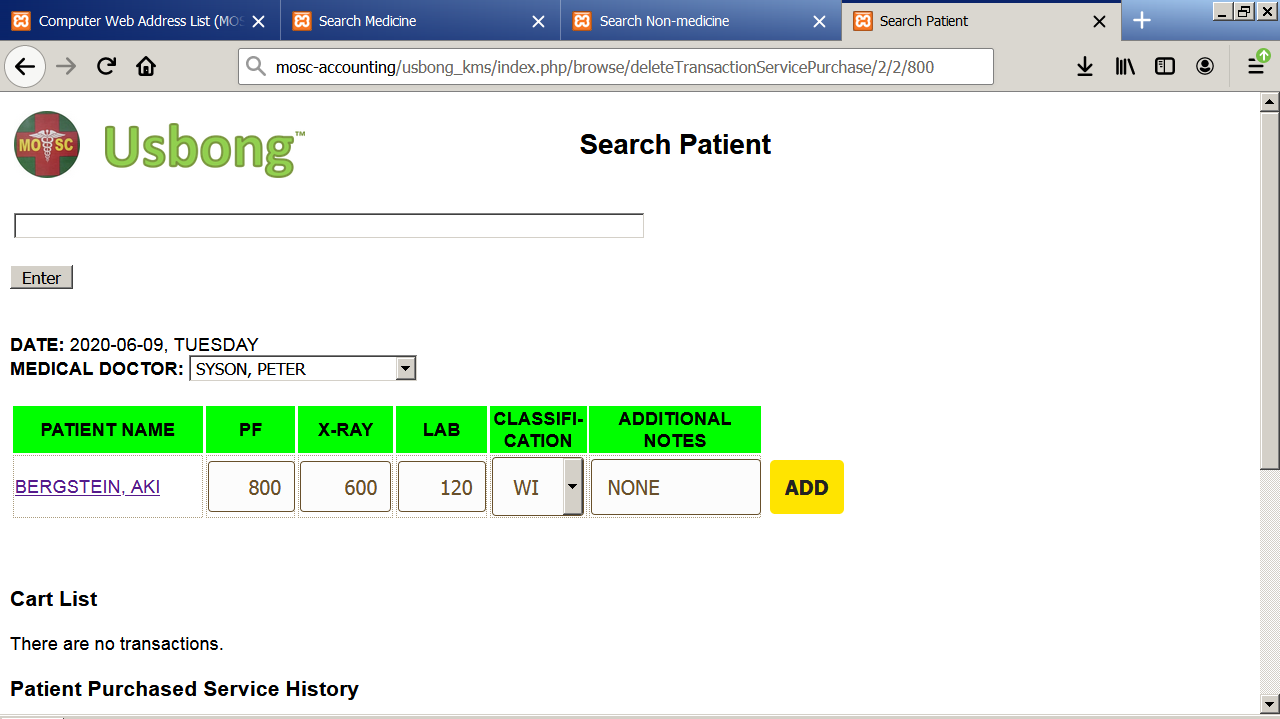 Computer Web Address List (MOS
Search Medicine
Search Non-medicine
Search Patient
mosc-accounting/usbong_kms/index.php/browse/deleteTransactionServicePurchase/2/2/800
MOSC
Usbong™
Search Patient
Enter
DATE: 2020-06-09, TUESDAY
MEDICAL DOCTOR: SYSON, PETER
PATIENT NAME PF X-RAY LAB CLASSIFI-CATION ADDITIONAL NOTES
BERGSTEIN, AKI 800 600 120 WI NONE ADD
Cart List
There are no transactions.
Patient Purchased Service History